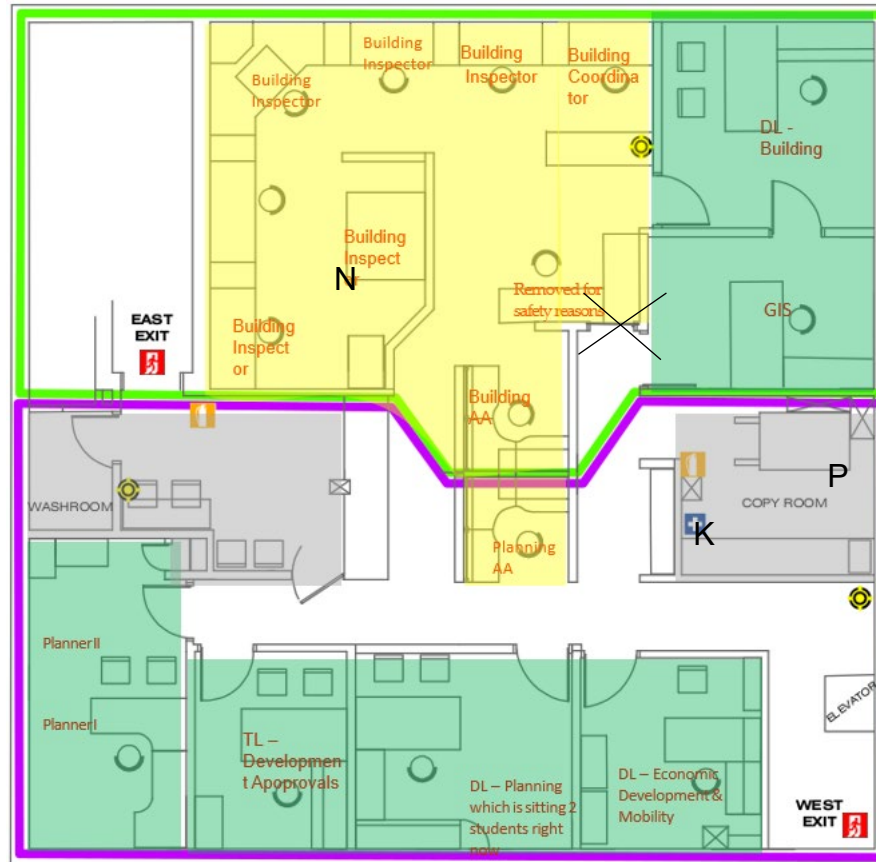 Building
Inspector
Building
Inspector
Building
Inspector
Building
Coordina
tor
DL -
Building
Building
Inspect
or
N
Removed for
safety reasons
GIS
EAST
EXIT
Building
Inspect
or
Building
AA
WASHROOM
P
COPY ROOM
K
Planning
AA
Planner II
Planner I
TL –
Developmen
t Apoprovals
DL – Planning
which is sitting 2
students right
now
DL – Economic
Development &
Mobility
ELEVATOR
WEST
EXIT